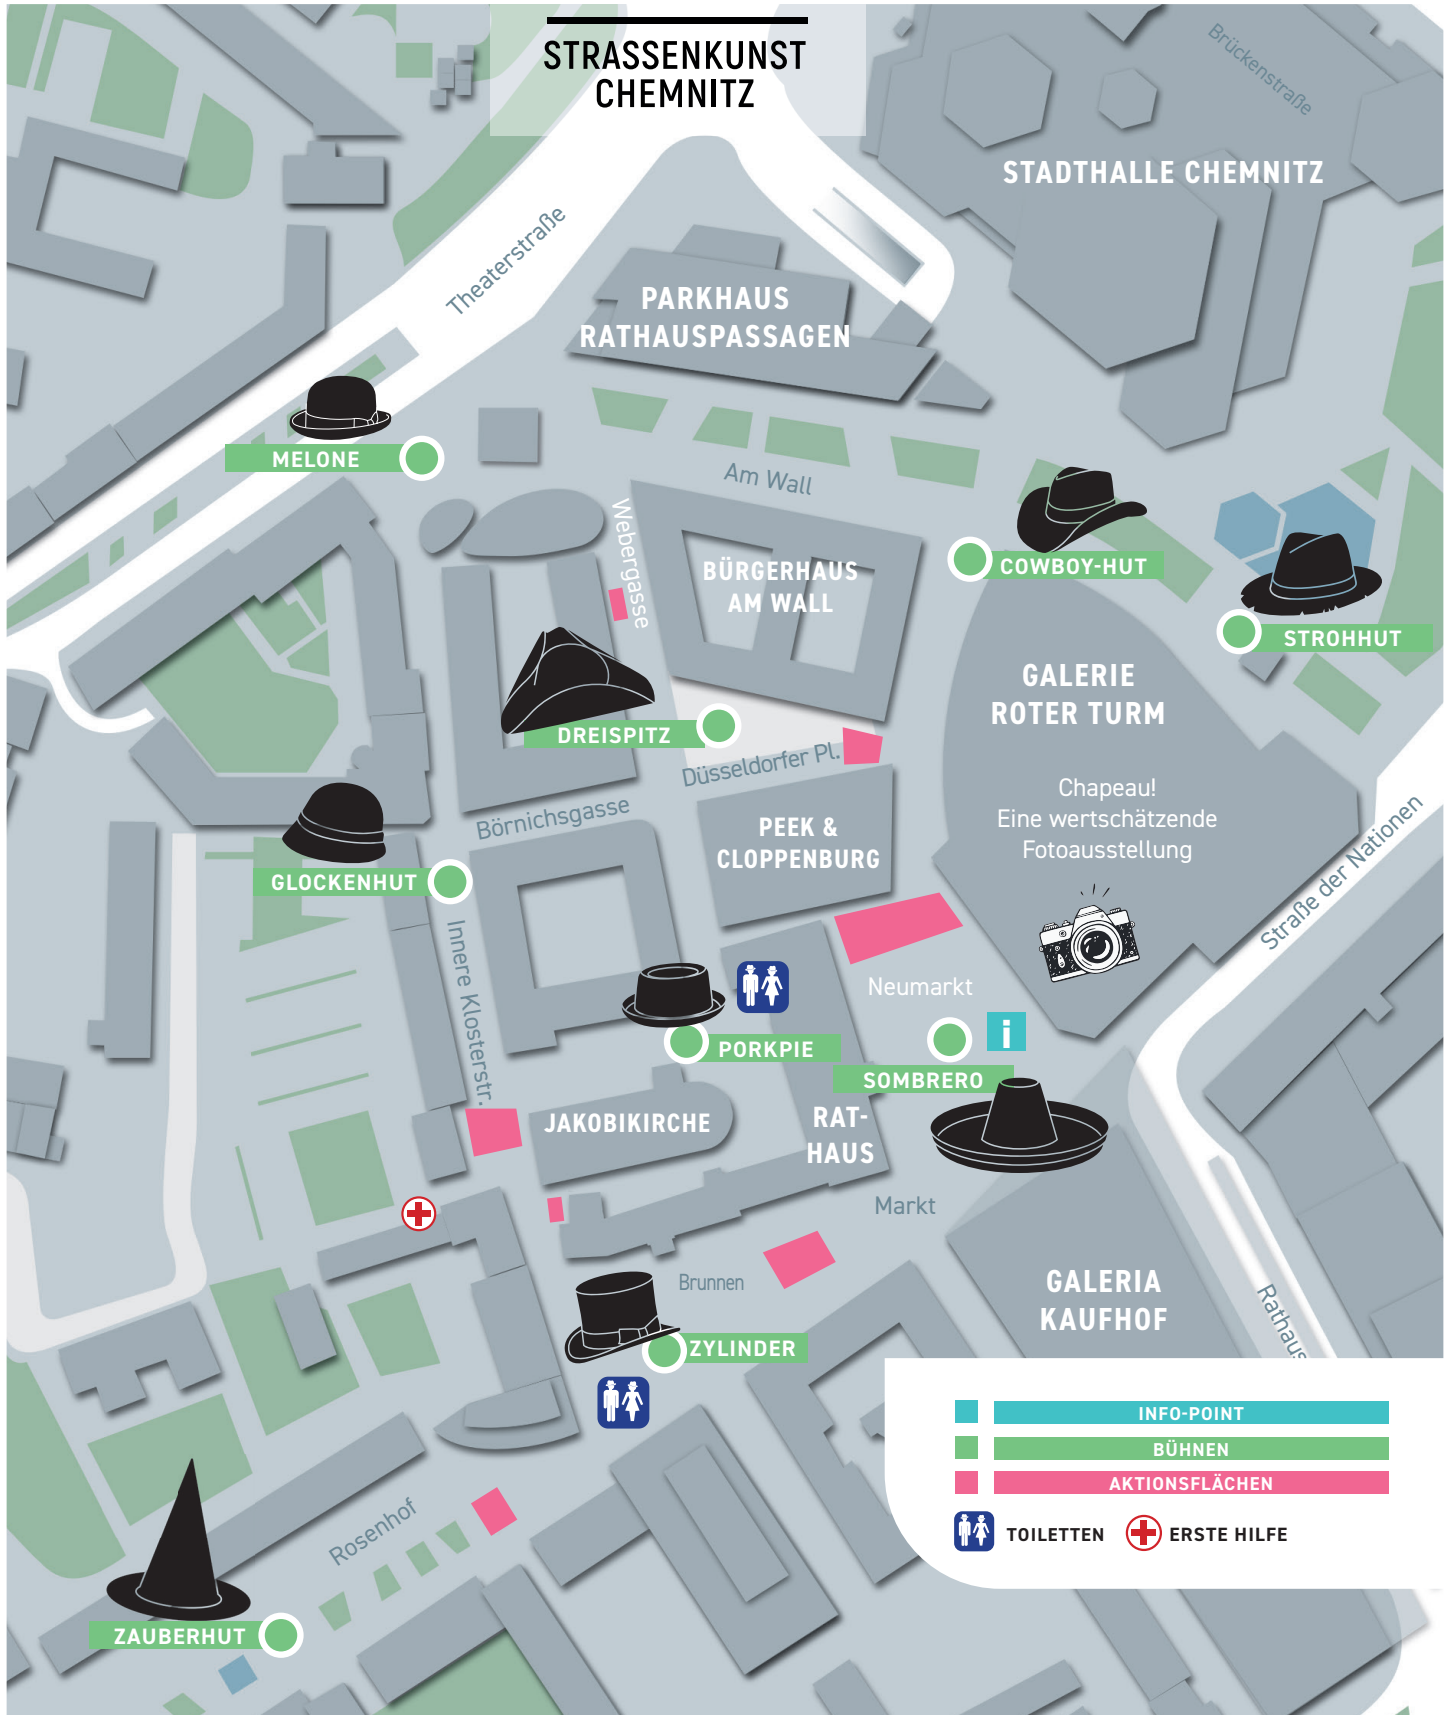 STRASSENKUNST
CHEMNITZ
Brückenstraße
STADTHALLE CHEMNITZ
Theaterstraße
PARKHAUS
RATHAUSPASSAGEN
MELONE
Am Wall
Webergasse
COWBOY-HUT
BÜRGERHAUS
AM WALL
STROHHUT
GALERIE
ROTER TURM
DREISPITZ
Düsseldorfer Pl.
Chapeau!
Eine wertschätzende
Fotoausstellung
Börnichsgasse
PEEK &
CLOPPENBURG
Straße der Nationen
GLOCKENHUT
Innere Klosterstr.
Neumarkt
i
PORKPIE
SOMBRERO
JAKOBIKIRCHE
RAT-
HAUS
Markt
Brunnen
GALERIA
KAUFHOF
Rathaus
ZYLINDER
INFO-POINT
BÜHNEN
AKTIONSFLÄCHEN
TOILETTEN
ERSTE HILFE
Rosenhof
ZAUBERHUT